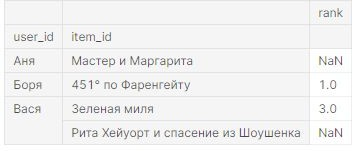 rank
user_id item_id
Аня Мастер и Маргарита NaN
Боря 451° по Фаренгейту 1.0
Вася Зеленая миля 3.0
Рита Хейуорт и спасение из Шоушенка NaN